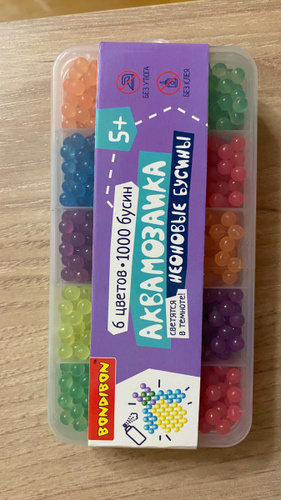 БЕЗ УТЮГА
БЕЗ КЛЕЯ
5+
АКВАМОЗАИКА
НЕОНОВЫЕ БУСИНЫ
6 ЦВЕТОВ • 1000 БУСИН
СВЕТЯТСЯ
В ТЕМНОТЕ!
BONDIBON